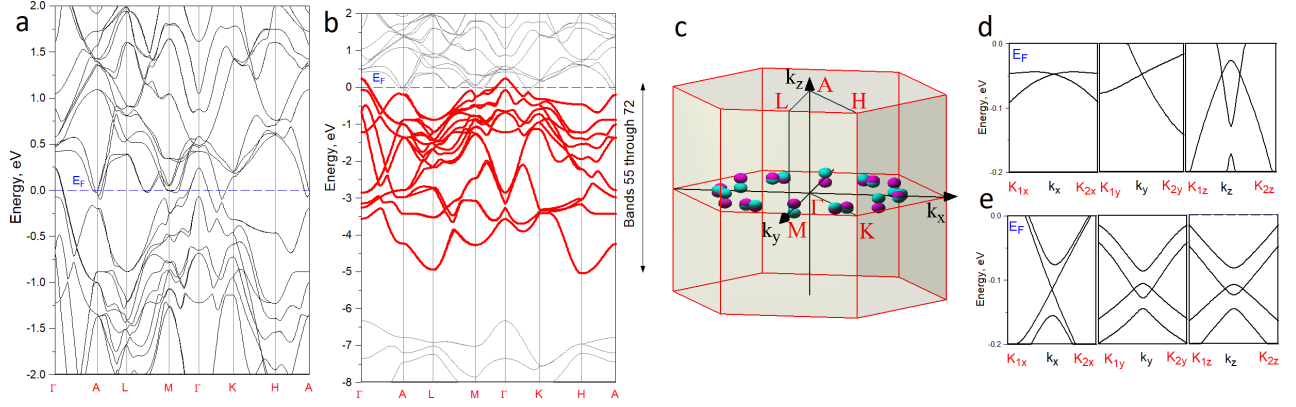 a
Energy, eV
2.0
1.5
1.0
0.5
0.0
-0.5
-1.0
-1.5
-2.0
E_F
Γ A L M Γ K H A
b
Energy, eV
2
1
0
-1
-2
-3
-4
-5
-6
-7
-8
E_F
Γ A L M Γ K H A
Bands 55 through 72
c
k_z A
L H
k_x
Γ
k_y M K
d
Energy, eV
0.0
-0.1
-0.2
E_F
K_1x k_x K_2x K_1y k_y K_2y K_1z k_z K_2z
e
Energy, eV
0.0
-0.1
-0.2
E_F
K_1x k_x K_2x K_1y k_y K_2y K_1z k_z K_2z